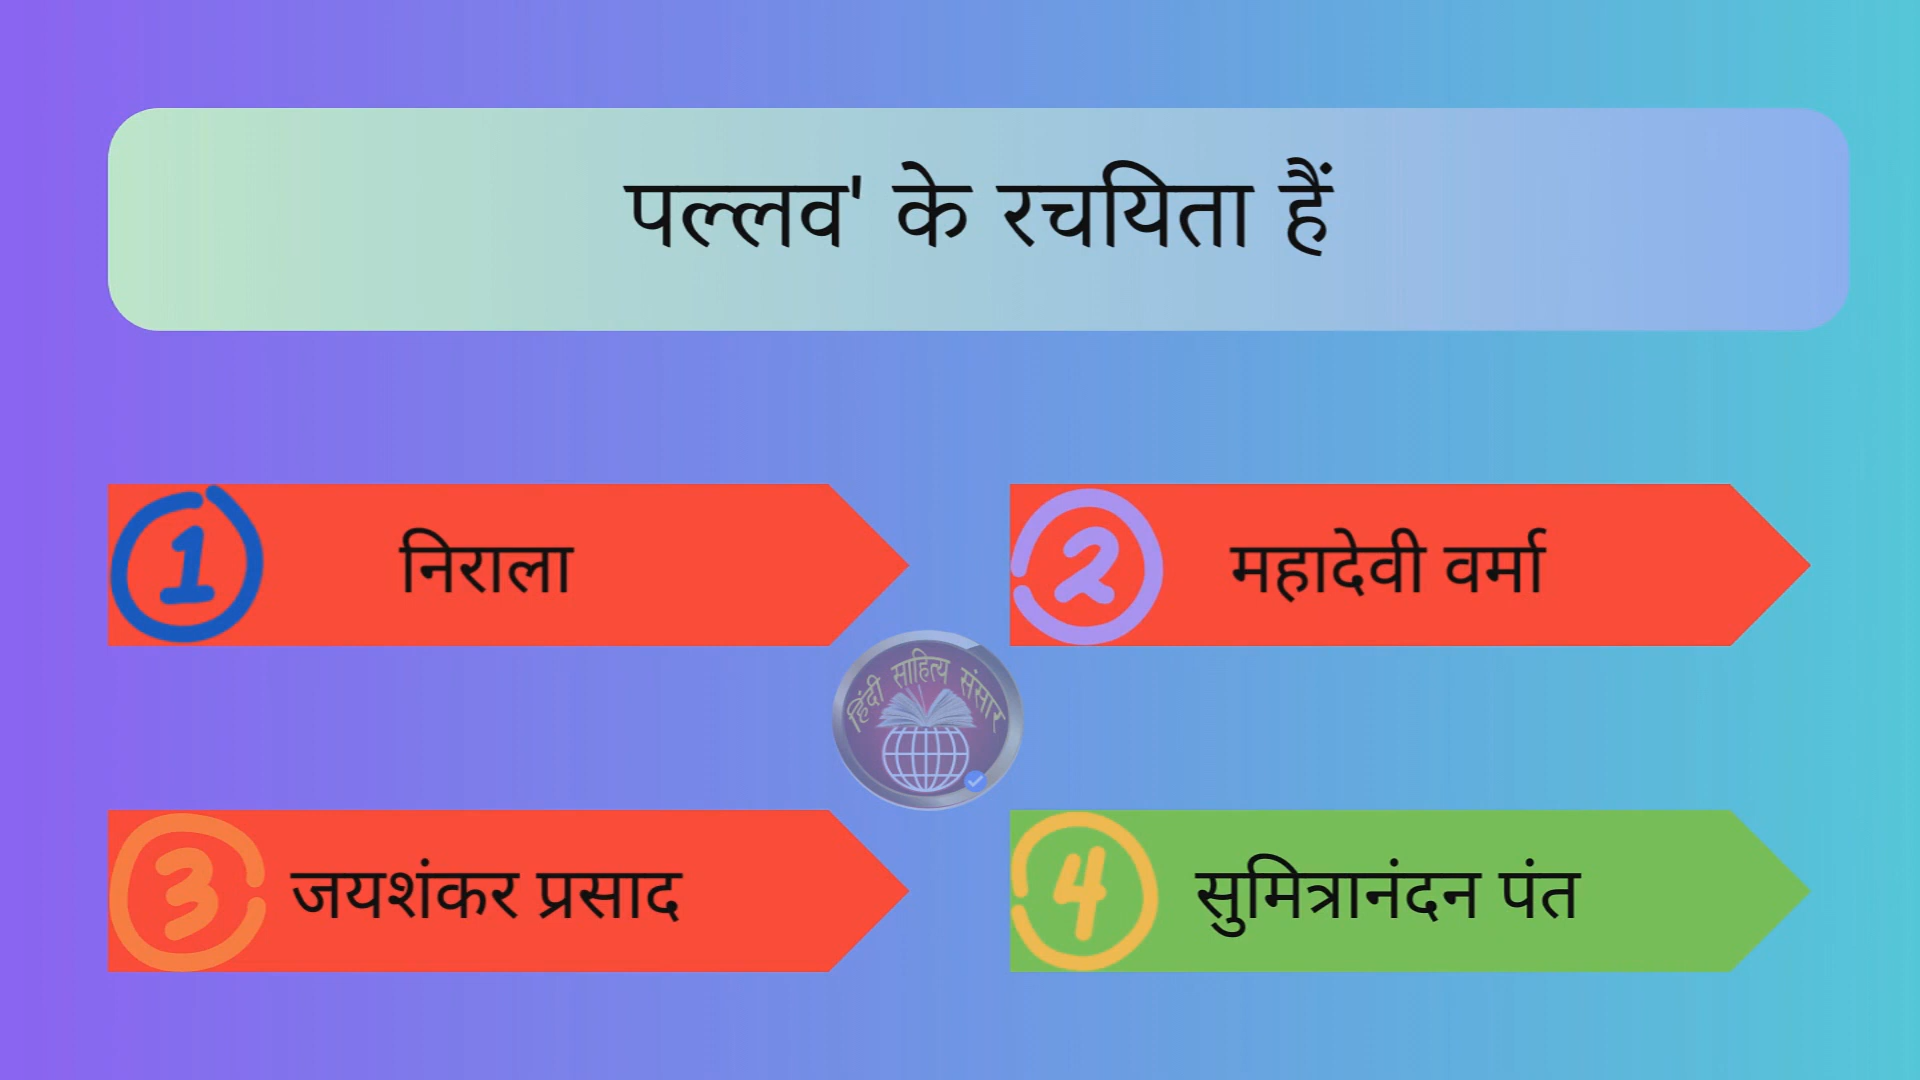 पल्लव' के रचयिता हैं
1 निराला
2 महादेवी वर्मा
हिंदी साहित्य संसार
3 जयशंकर प्रसाद
4 सुमित्रानंदन पंत